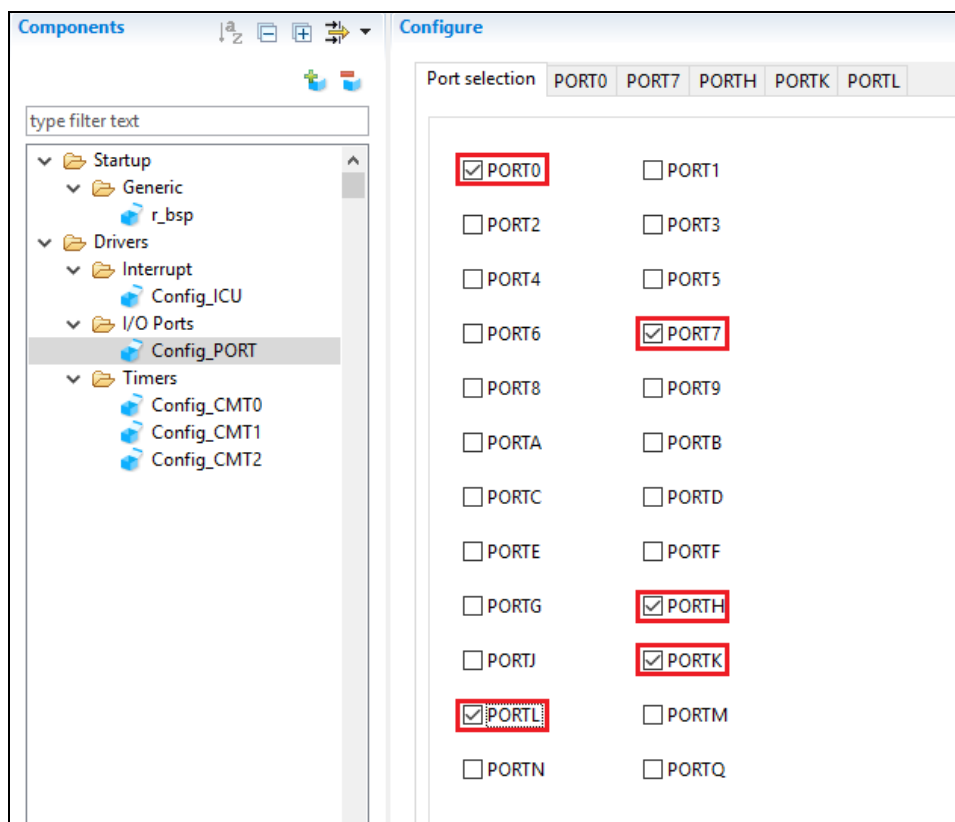 Components
Configure
Port selection PORT0 PORT7 PORTH PORTK PORTL
type filter text
Startup
Generic
r_bsp
Drivers
Interrupt
Config_ICU
I/O Ports
Config_PORT
Timers
Config_CMT0
Config_CMT1
Config_CMT2
PORT0 PORT1
PORT2 PORT3
PORT4 PORT5
PORT6 PORT7
PORT8 PORT9
PORTA PORTB
PORTC PORTD
PORTE PORTF
PORTG PORTH
PORTJ PORTK
PORTL PORTM
PORTN PORTQ